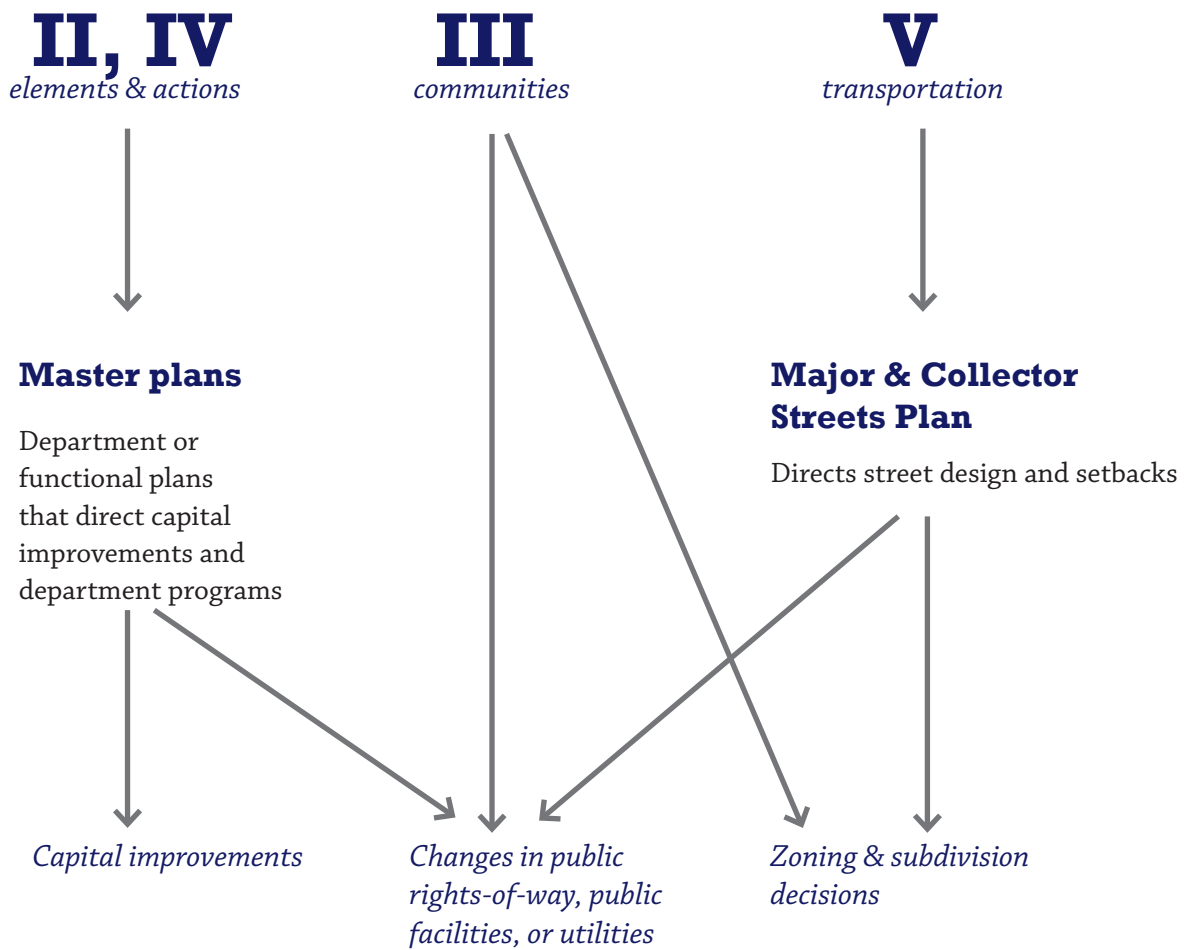 II, IV
elements & actions
III
communities
V
transportation
Master plans
Department or
functional plans
that direct capital
improvements and
department programs
Major & Collector
Streets Plan
Directs street design and setbacks
Capital improvements
Changes in public
rights-of-way, public
facilities, or utilities
Zoning & subdivision
decisions